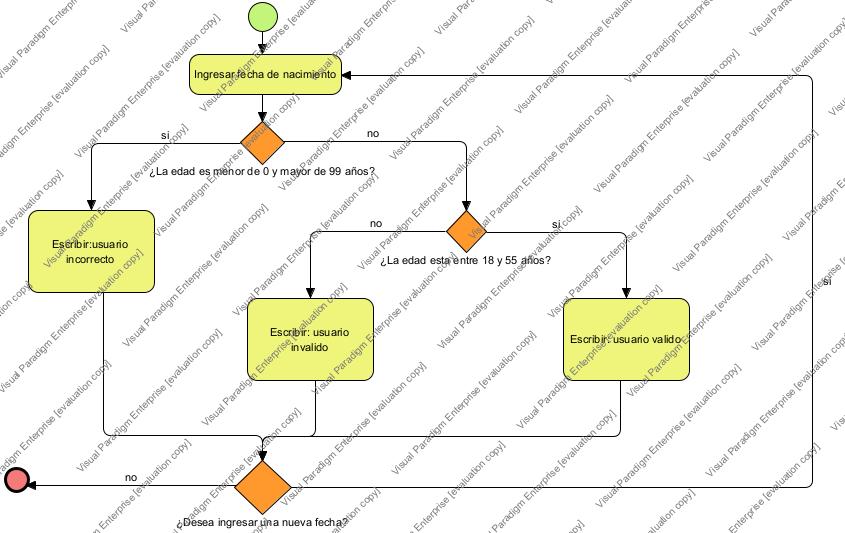 Ingresar fecha de nacimiento
si
no
¿La edad es menor de 0 y mayor de 99 años?
Escribir:usuario
incorrecto
no
si
¿La edad esta entre 18 y 55 años?
si
Escribir: usuario
invalido
Escribir: usuario valido
no
¿Desea ingresar una nueva fecha?
Visual Paradigm Enterprise [evaluation copy]